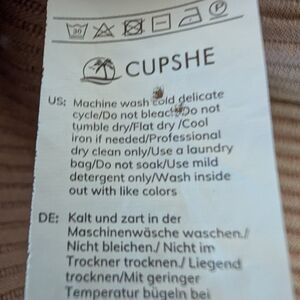 30
P
CUPSHE
US: Machine wash cold delicate
cycle/Do not bleach/Do not
tumble dry/Flat dry /Cool
iron if needed/Professional
dry clean only/Use a laundry
bag/Do not soak/Use mild
detergent only/Wash inside
out with like colors
DE: Kalt und zart in der
Maschinenwäsche waschen./
Nicht bleichen./ Nicht im
Trockner trocknen./ Liegend
trocknen/Mit geringer
Temperatur bügeln bei